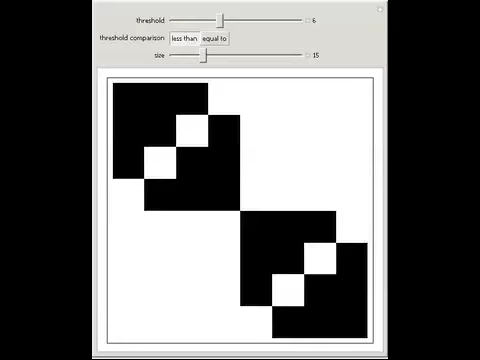 threshold 6
threshold comparison less than equal to
size 15